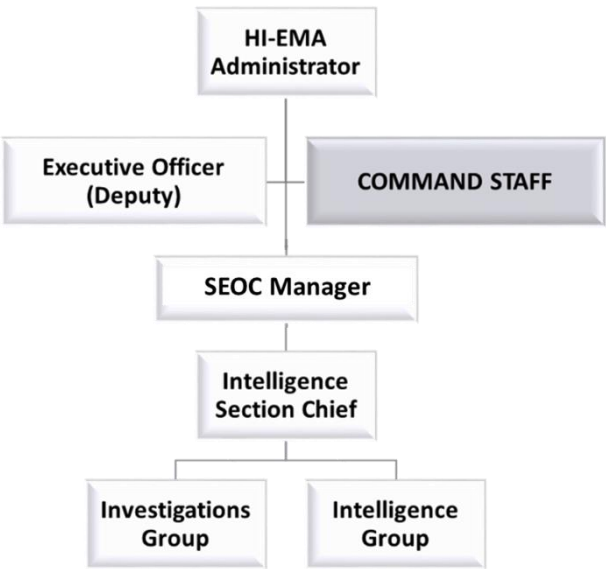 HI-EMA
Administrator
Executive Officer
(Deputy)
COMMAND STAFF
SEOC Manager
Intelligence
Section Chief
Investigations
Group
Intelligence
Group